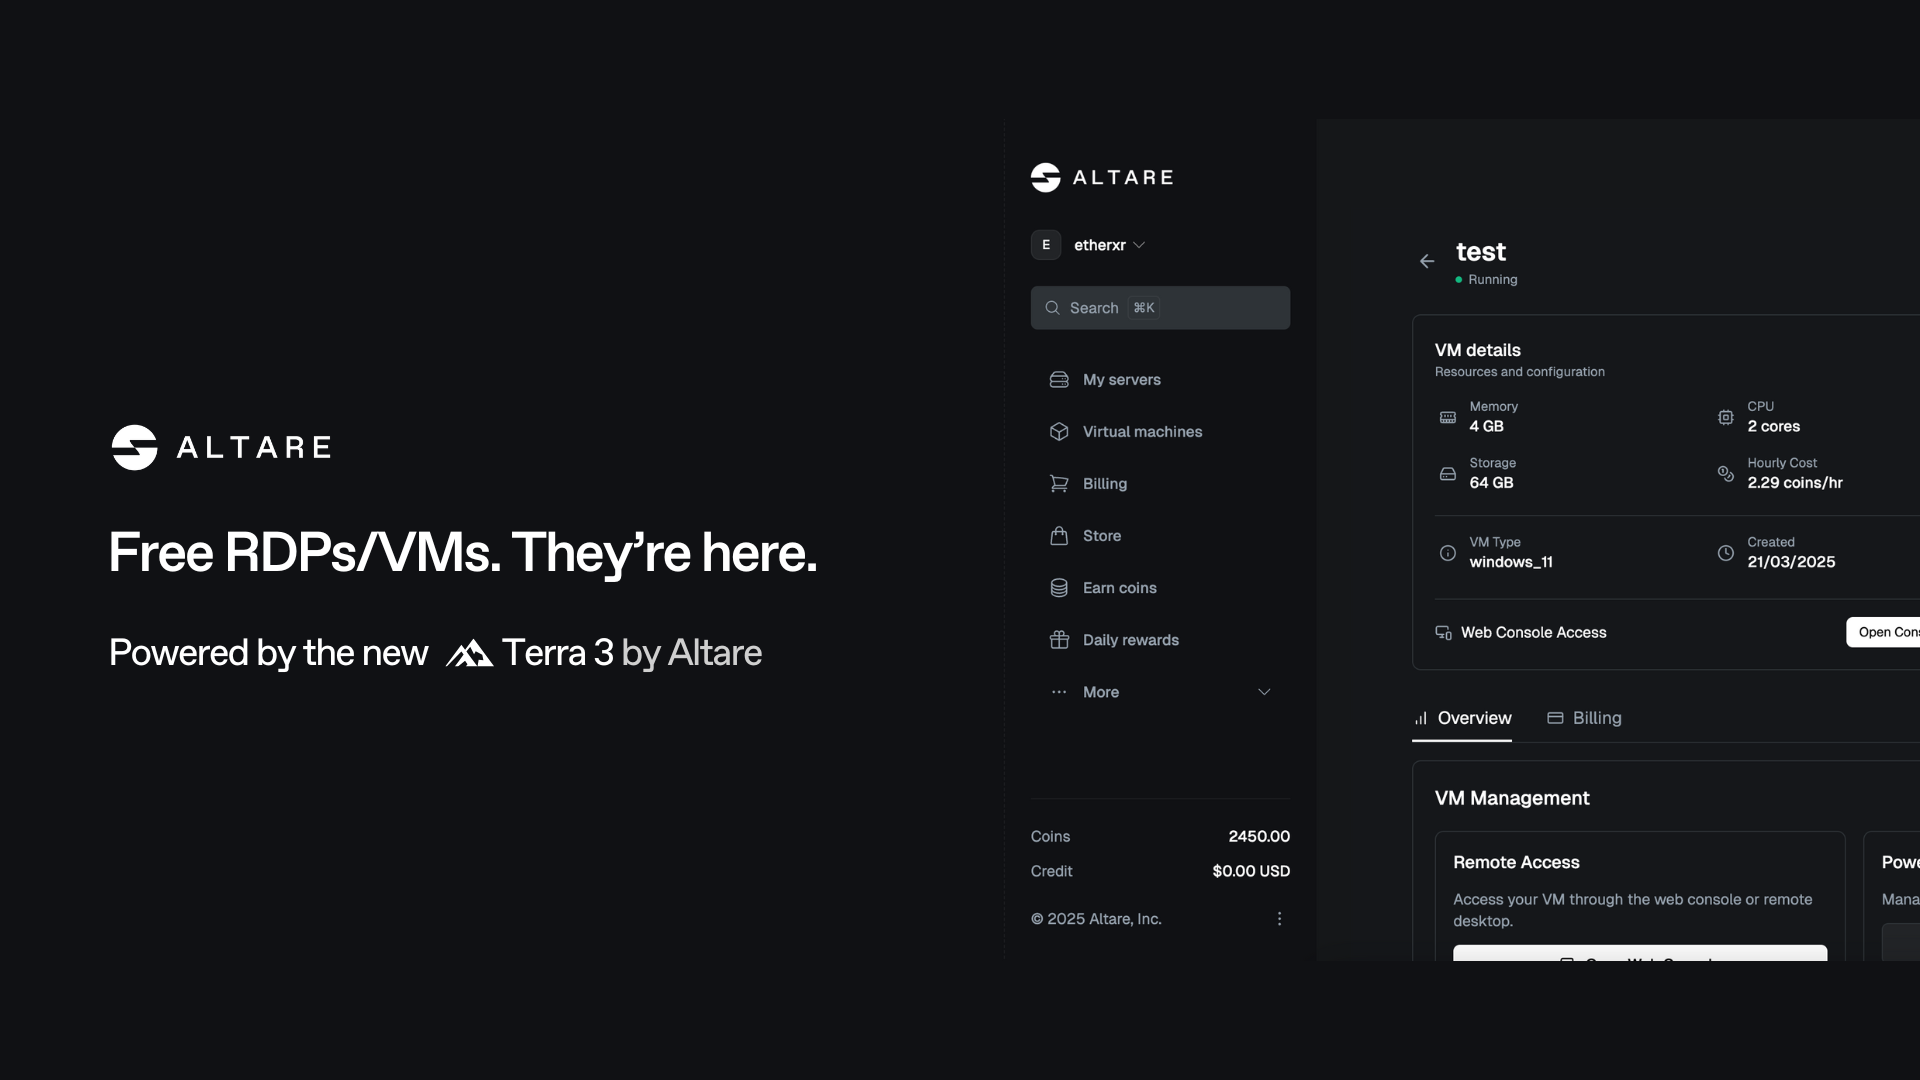 ALTARE
Free RDPs/VMs. They’re here.
Powered by the new Terra 3 by Altare
ALTARE
E etherxr
Search ⌘K
My servers
Virtual machines
Billing
Store
Earn coins
Daily rewards
More
Coins 2450.00
Credit $0.00 USD
© 2025 Altare, Inc.
test
Running
VM details
Resources and configuration
Memory
4 GB
CPU
2 cores
Storage
64 GB
Hourly Cost
2.29 coins/hr
VM Type
windows_11
Created
21/03/2025
Web Console Access
Open Cons
Overview
Billing
VM Management
Remote Access
Access your VM through the web console or remote
desktop.
Powe
Mana